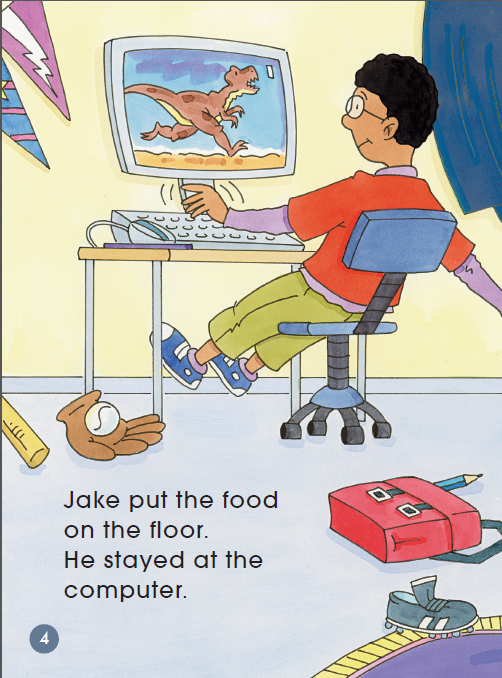 Jake put the food
on the floor.
He stayed at the
computer.
4